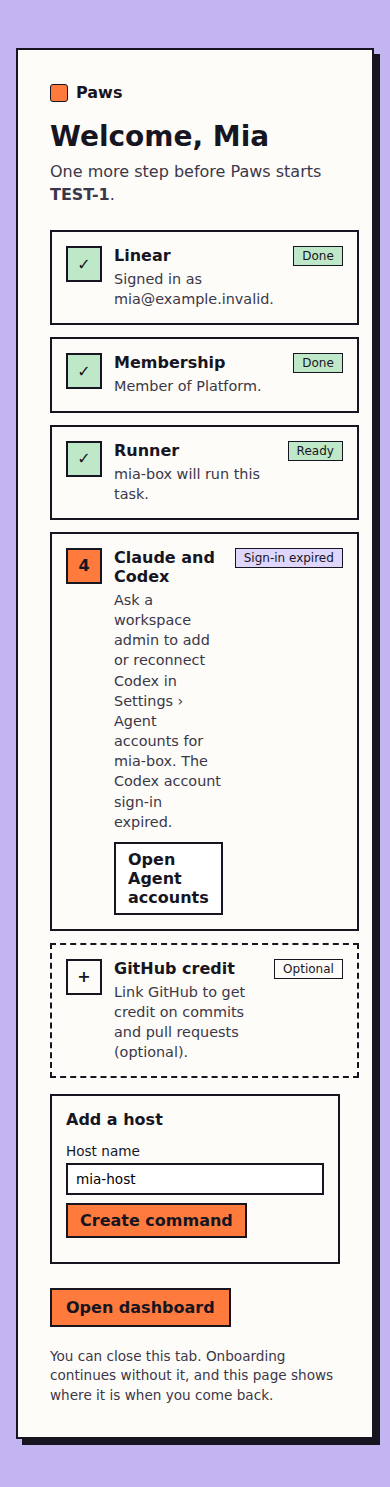 Paws
Welcome, Mia
One more step before Paws starts
TEST-1.
✓
Linear
Done
Signed in as
mia@example.invalid.
✓
Membership
Done
Member of Platform.
✓
Runner
Ready
mia-box will run this
task.
4
Claude and
Codex
Sign-in expired
Ask a
workspace
admin to add
or reconnect
Codex in
Settings ›
Agent
accounts for
mia-box. The
Codex account
sign-in
expired.
Open
Agent
accounts
+
GitHub credit
Optional
Link GitHub to get
credit on commits
and pull requests
(optional).
Add a host
Host name
mia-host
Create command
Open dashboard
You can close this tab. Onboarding
continues without it, and this page shows
where it is when you come back.